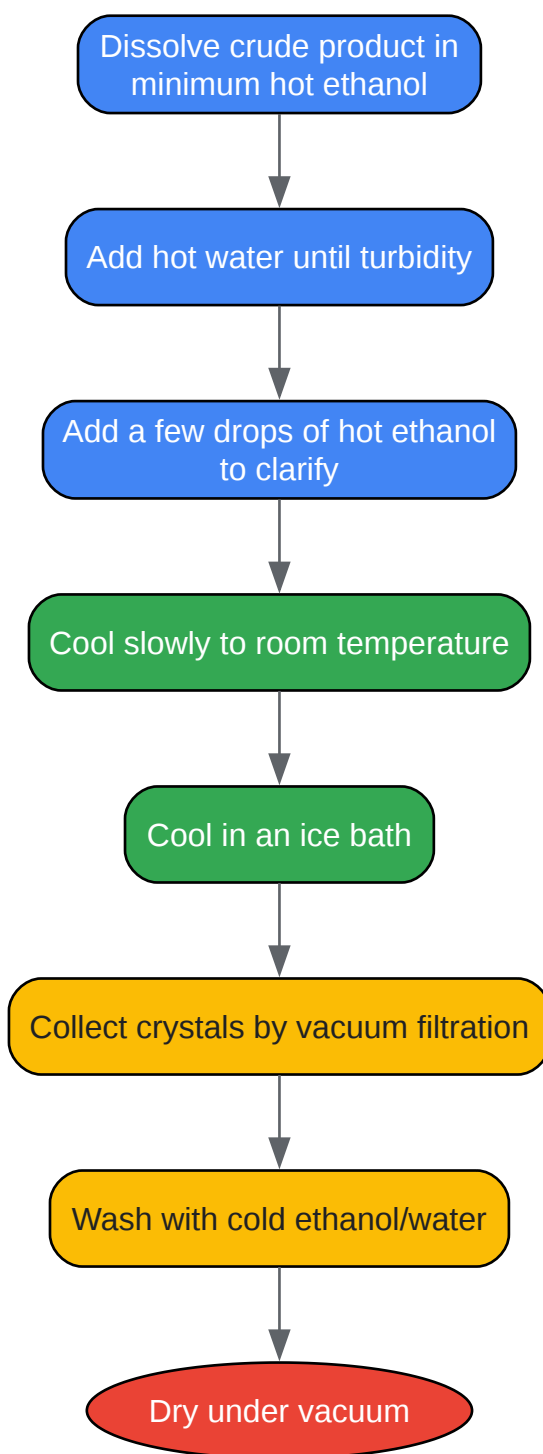 Dissolve crude product in
minimum hot ethanol
Add hot water until turbidity
Add a few drops of hot ethanol
to clarify
Cool slowly to room temperature
Cool in an ice bath
Collect crystals by vacuum filtration
Wash with cold ethanol/water
Dry under vacuum